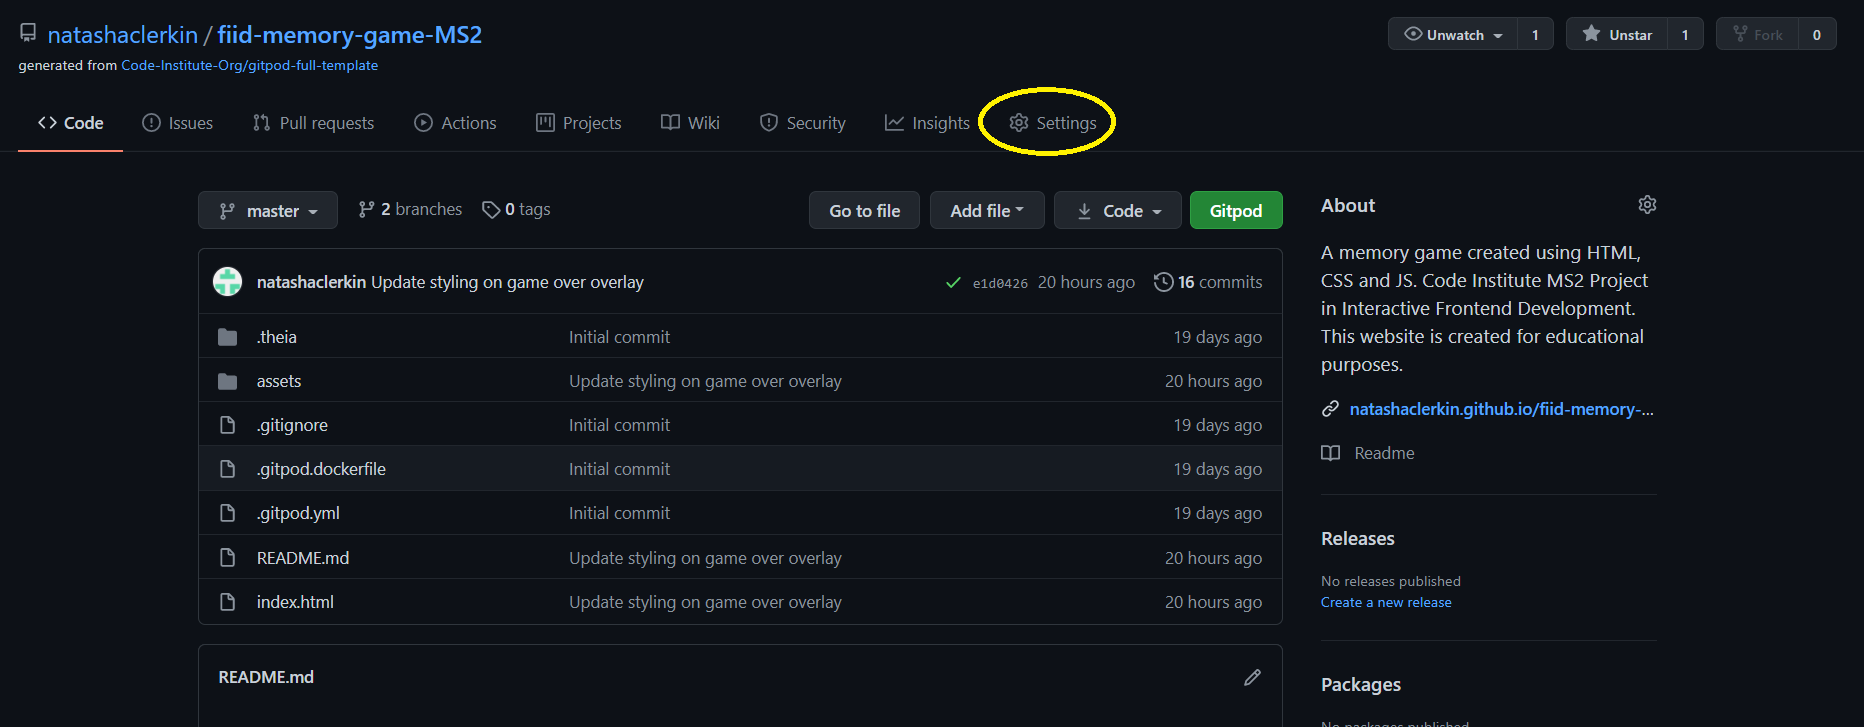 natashaclerkin / fiid-memory-game-MS2
Unwatch 1 Unstar 1 Fork 0
generated from Code-Institute-Org/gitpod-full-template
Code Issues Pull requests Actions Projects Wiki Security Insights Settings
master 2 branches 0 tags Go to file Add file Code Gitpod
natashaclerkin Update styling on game over overlay e1d0426 20 hours ago 16 commits
.theia Initial commit 19 days ago
assets Update styling on game over overlay 20 hours ago
.gitignore Initial commit 19 days ago
.gitpod.dockerfile Initial commit 19 days ago
.gitpod.yml Initial commit 19 days ago
README.md Update styling on game over overlay 20 hours ago
index.html Update styling on game over overlay 20 hours ago
README.md
About
A memory game created using HTML,
CSS and JS. Code Institute MS2 Project
in Interactive Frontend Development.
This website is created for educational
purposes.
natashaclerkin.github.io/fiid-memory-...
Readme
Releases
No releases published
Create a new release
Packages
No packages published